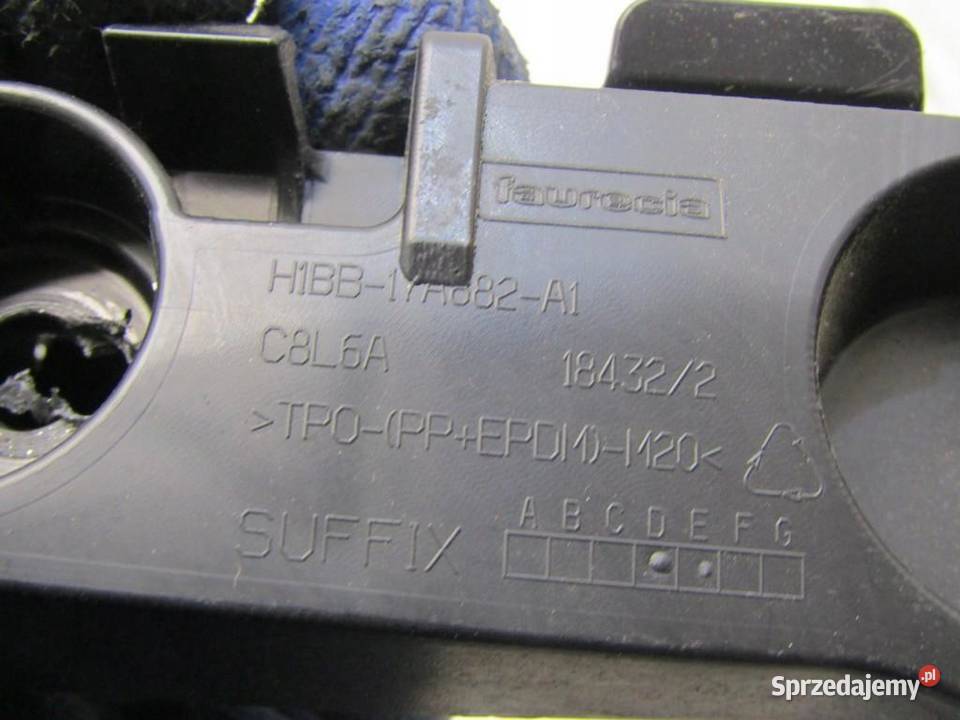 faurecia
H1BB-17A882-A1
C8L6A 18432/2
>TPO-(PP+EPDM)-M20<
A B C D E F G
SUFFIX
Sprzedajemy.pl